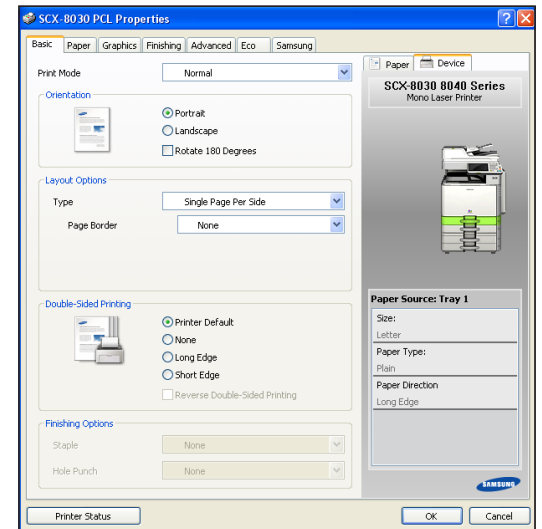 SCX-8030 PCL Properties
Basic Paper Graphics Finishing Advanced Eco Samsung
Print Mode Normal
Orientation
Portrait
Landscape
Rotate 180 Degrees
Layout Options
Type Single Page Per Side
Page Border None
Double-Sided Printing
Printer Default
None
Long Edge
Short Edge
Reverse Double-Sided Printing
Finishing Options
Staple None
Hole Punch None
Paper Device
SCX-8030 8040 Series
Mono Laser Printer
Paper Source: Tray 1
Size:
Letter
Paper Type:
Plain
Paper Direction
Long Edge
SAMSUNG
Printer Status OK Cancel